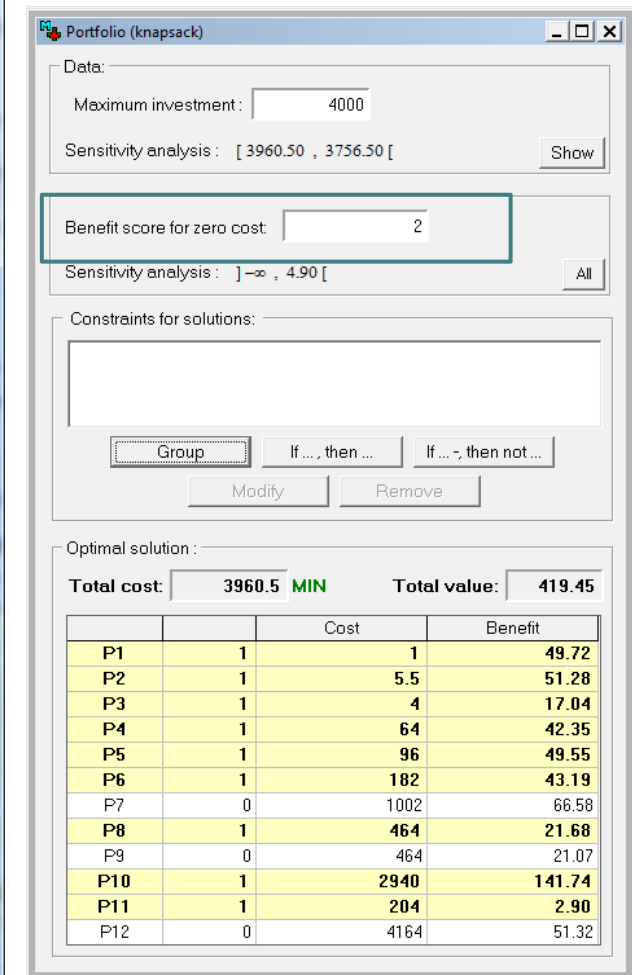 Portfolio (knapsack)
Data:
Maximum investment : 4000
Sensitivity analysis : [ 3960.50 , 3756.50 [ Show
Benefit score for zero cost: 2
Sensitivity analysis : ]−∞ , 4.90 [ All
Constraints for solutions:
Group If ... , then ... If ... -, then not ...
Modify Remove
Optimal solution :
Total cost: 3960.5 MIN Total value: 419.45
Cost Benefit
P1 1 1 49.72
P2 1 5.5 51.28
P3 1 4 17.04
P4 1 64 42.35
P5 1 96 49.55
P6 1 182 43.19
P7 0 1002 66.58
P8 1 464 21.68
P9 0 464 21.07
P10 1 2940 141.74
P11 1 204 2.90
P12 0 4164 51.32